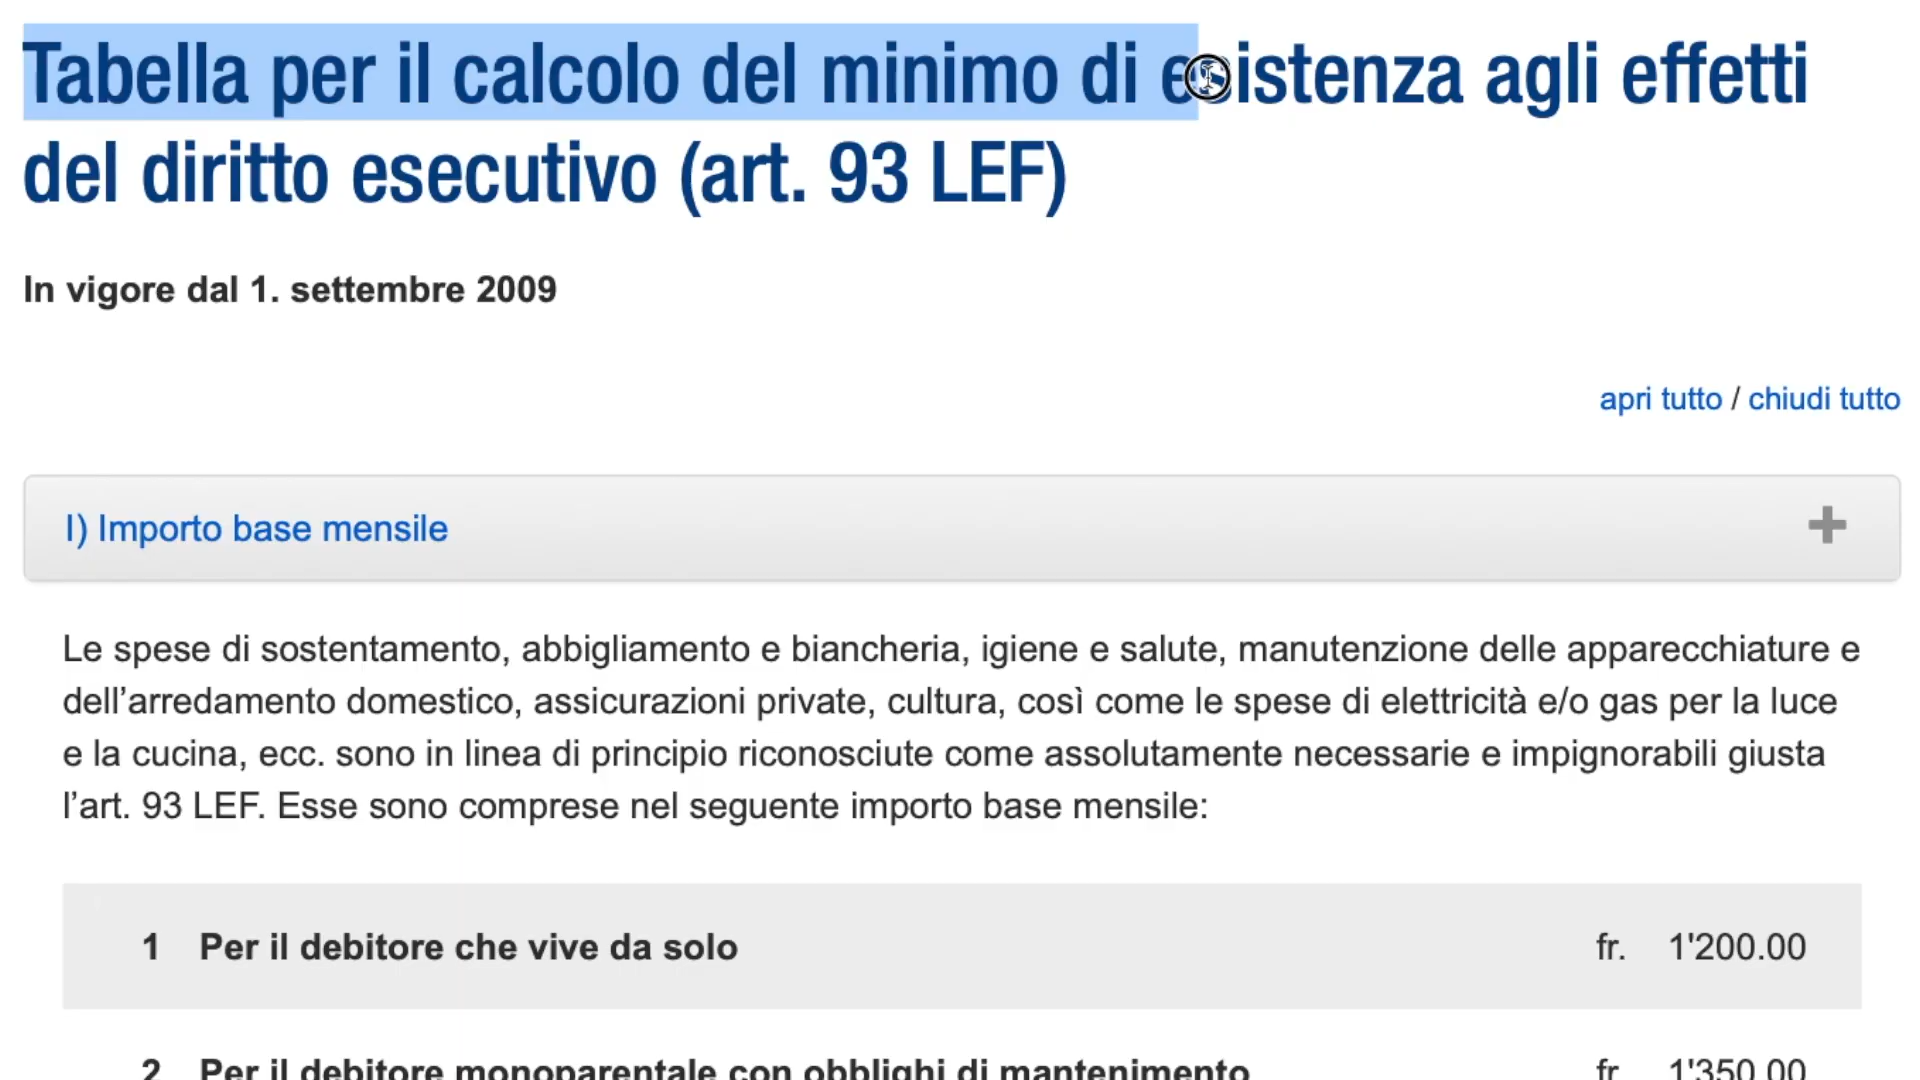 Tabella per il calcolo del minimo di esistenza agli effetti
del diritto esecutivo (art. 93 LEF)
In vigore dal 1. settembre 2009
apri tutto / chiudi tutto
I) Importo base mensile
Le spese di sostentamento, abbigliamento e biancheria, igiene e salute, manutenzione delle apparecchiature e
dell’arredamento domestico, assicurazioni private, cultura, così come le spese di elettricità e/o gas per la luce
e la cucina, ecc. sono in linea di principio riconosciute come assolutamente necessarie e impignorabili giusta
l’art. 93 LEF. Esse sono comprese nel seguente importo base mensile:
1 Per il debitore che vive da solo fr. 1'200.00
2 Per il debitore monoparentale con obblighi di mantenimento fr. 1'350.00